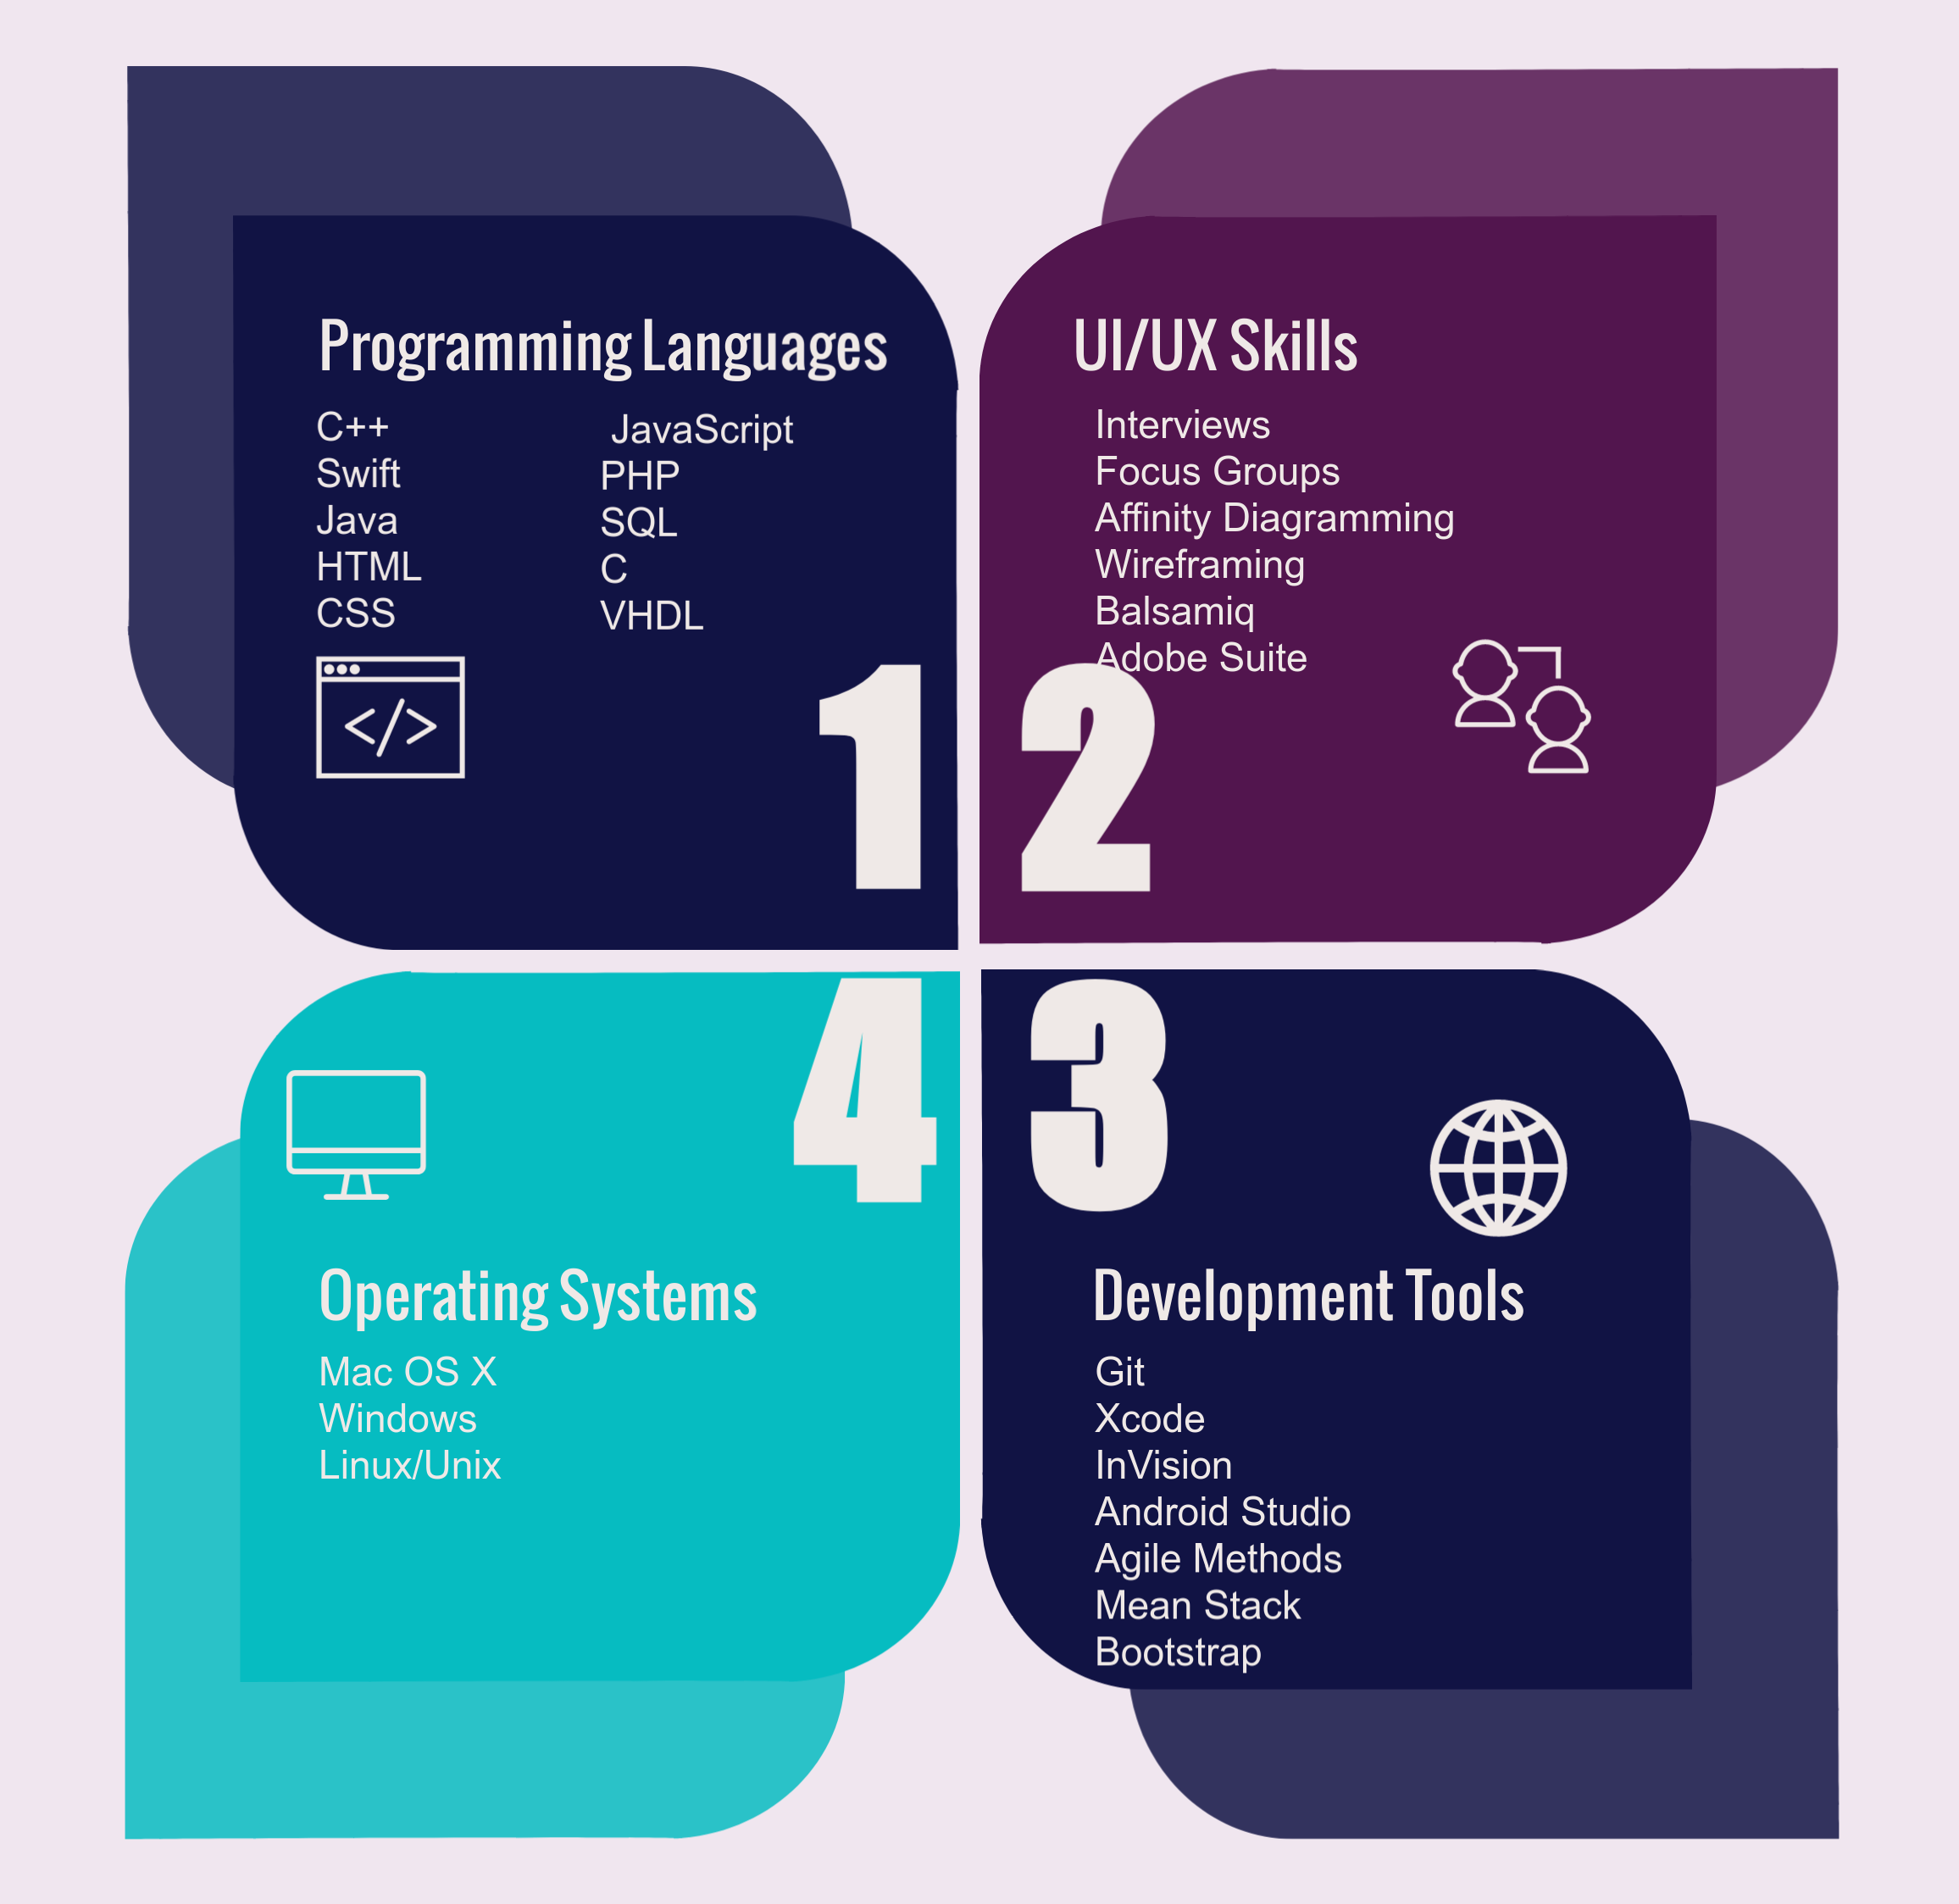 Programming Languages
C++
Swift
Java
HTML
CSS
JavaScript
PHP
SQL
C
VHDL
</>
1
UI/UX Skills
Interviews
Focus Groups
Affinity Diagramming
Wireframing
Balsamiq
Adobe Suite
2
4
Operating Systems
Mac OS X
Windows
Linux/Unix
3
Development Tools
Git
Xcode
InVision
Android Studio
Agile Methods
Mean Stack
Bootstrap